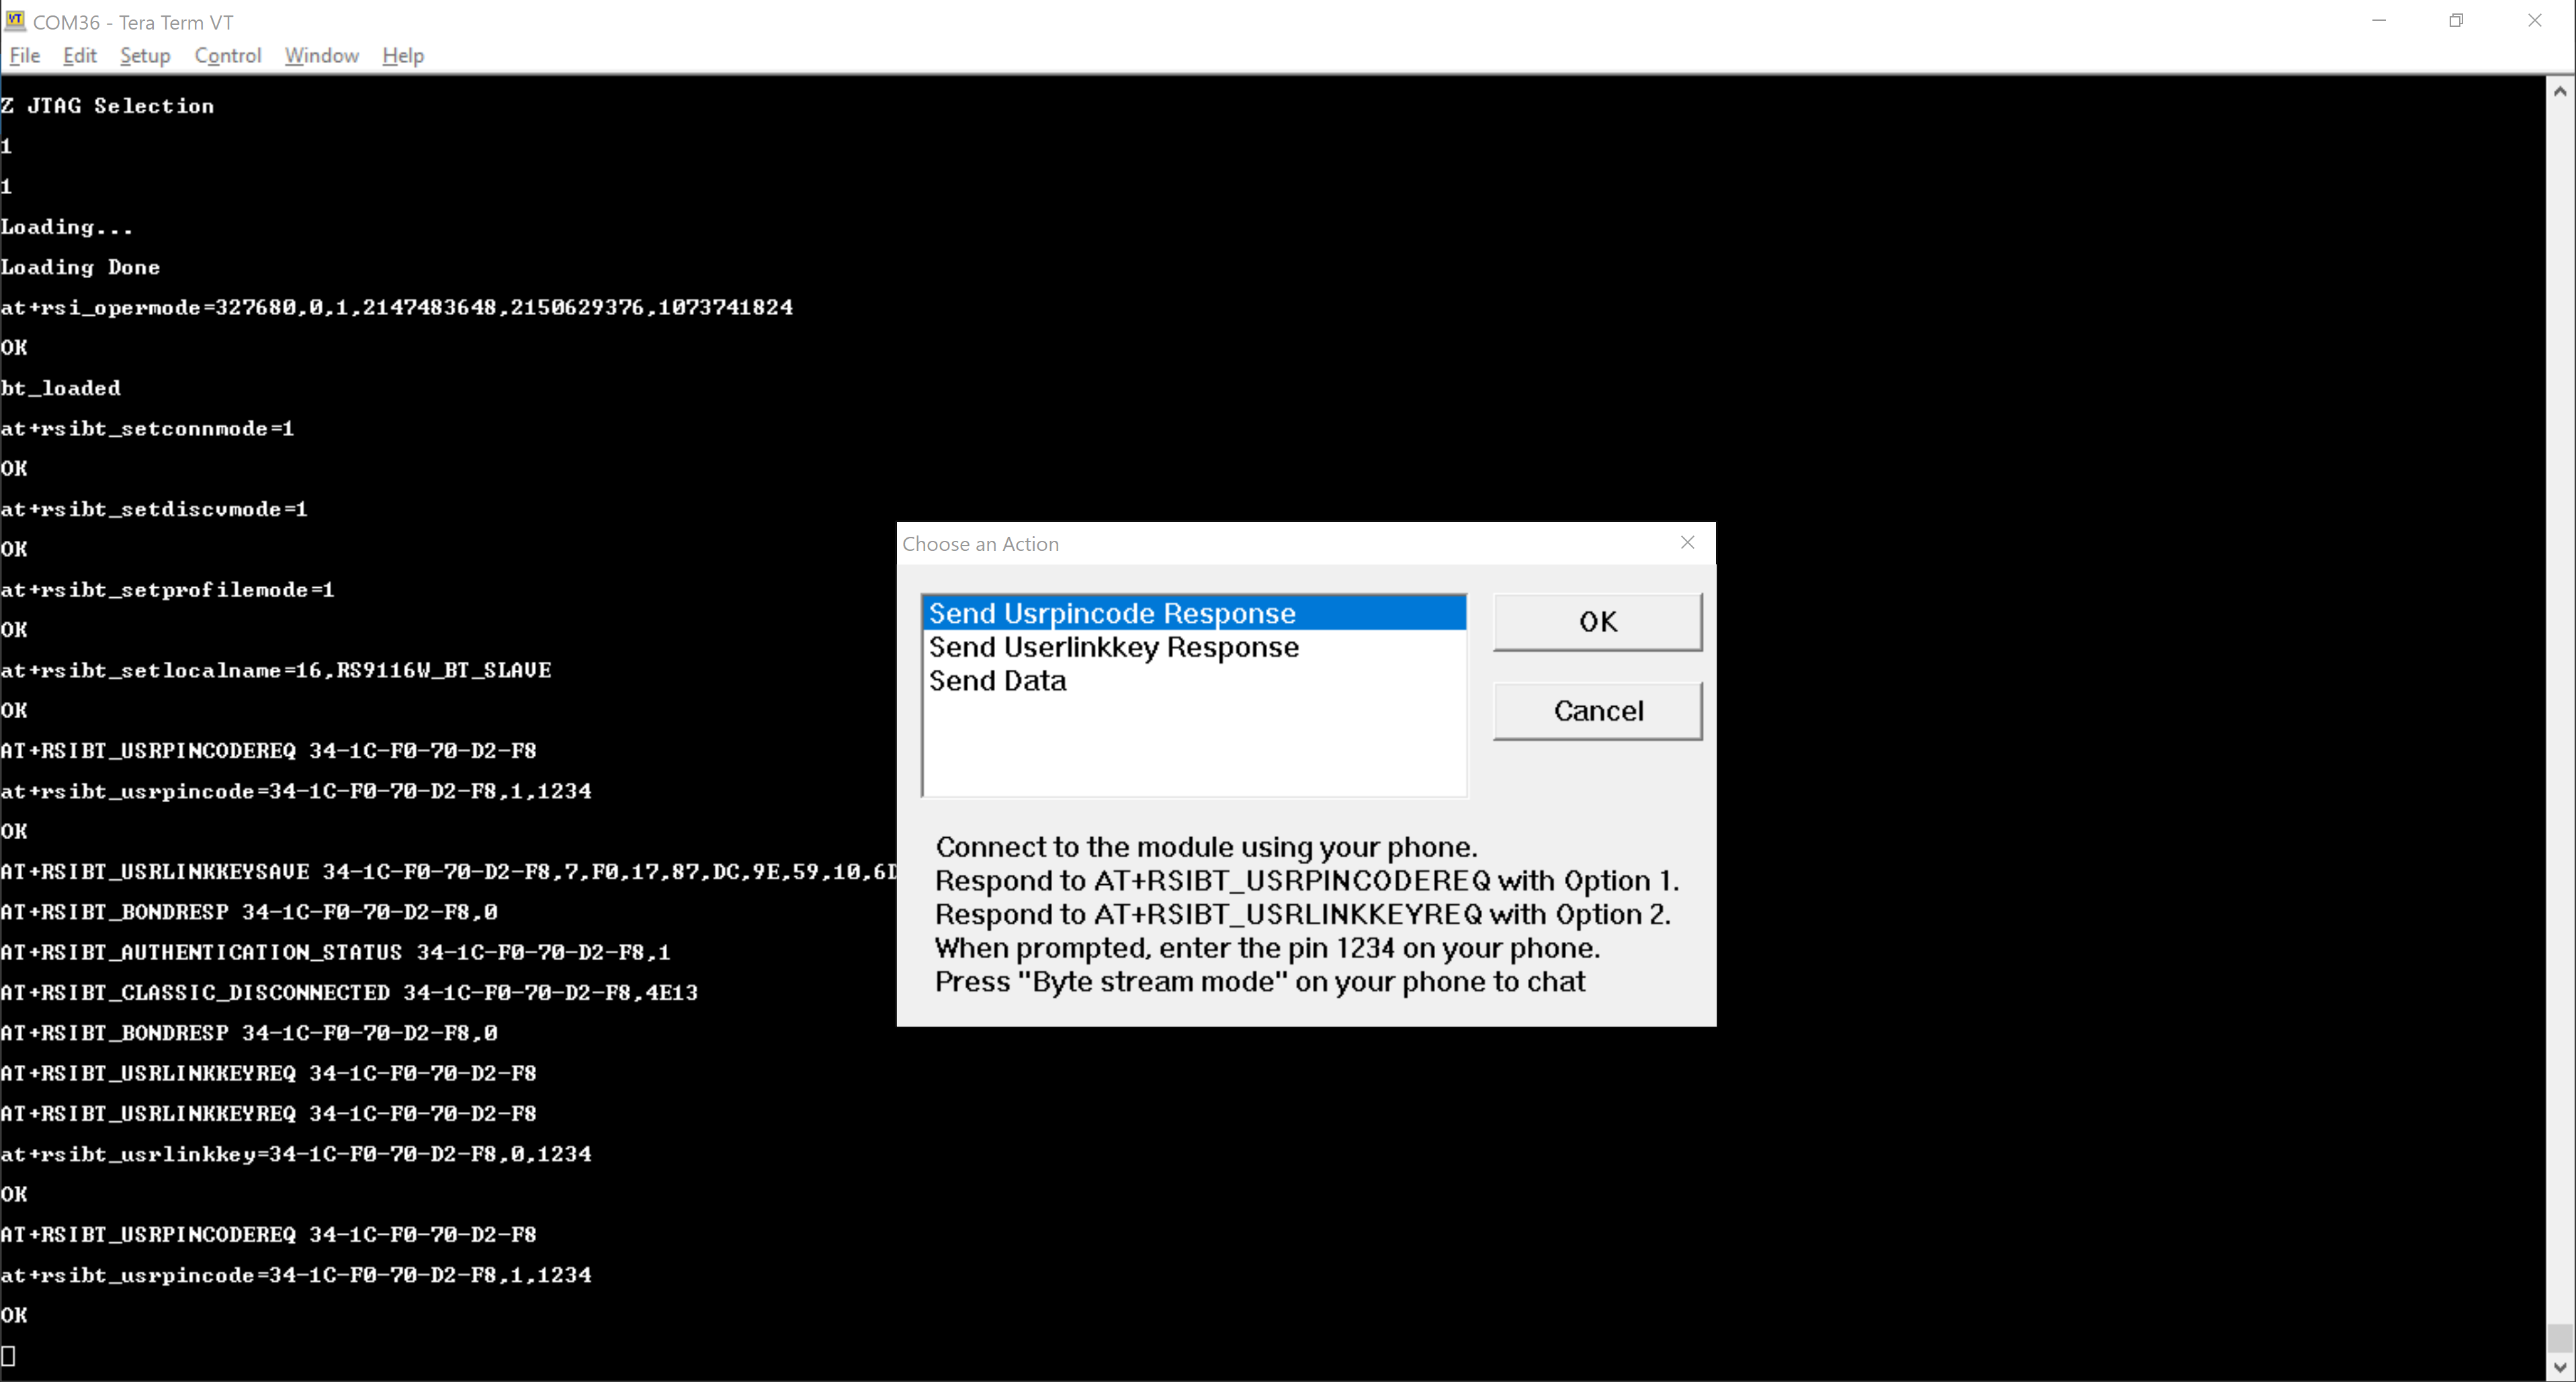 COM36 - Tera Term VT
File Edit Setup Control Window Help
Z JTAG Selection
1
1
Loading...
Loading Done
at+rsi_opermode=327680,0,1,2147483648,2150629376,1073741824
OK
bt_loaded
at+rsibt_setconnmode=1
OK
at+rsibt_setdiscvmode=1
OK
at+rsibt_setprofilemode=1
OK
at+rsibt_setlocalname=16,RS9116W_BT_SLAVE
OK
AT+RSIBT_USRPINCODEREQ 34-1C-F0-70-D2-F8
at+rsibt_usrpincode=34-1C-F0-70-D2-F8,1,1234
OK
AT+RSIBT_USRLINKKEYSAVE 34-1C-F0-70-D2-F8,7,F0,17,87,DC,9E,59,10,6D
AT+RSIBT_BONDRESP 34-1C-F0-70-D2-F8,0
AT+RSIBT_AUTHENTICATION_STATUS 34-1C-F0-70-D2-F8,1
AT+RSIBT_CLASSIC_DISCONNECTED 34-1C-F0-70-D2-F8,4E13
AT+RSIBT_BONDRESP 34-1C-F0-70-D2-F8,0
AT+RSIBT_USRLINKKEYREQ 34-1C-F0-70-D2-F8
AT+RSIBT_USRLINKKEYREQ 34-1C-F0-70-D2-F8
at+rsibt_usrlinkkey=34-1C-F0-70-D2-F8,0,1234
OK
AT+RSIBT_USRPINCODEREQ 34-1C-F0-70-D2-F8
at+rsibt_usrpincode=34-1C-F0-70-D2-F8,1,1234
OK
Choose an Action
Send Usrpincode Response
Send Userlinkkey Response
Send Data
OK
Cancel
Connect to the module using your phone.
Respond to AT+RSIBT_USRPINCODEREQ with Option 1.
Respond to AT+RSIBT_USRLINKKEYREQ with Option 2.
When prompted, enter the pin 1234 on your phone.
Press "Byte stream mode" on your phone to chat